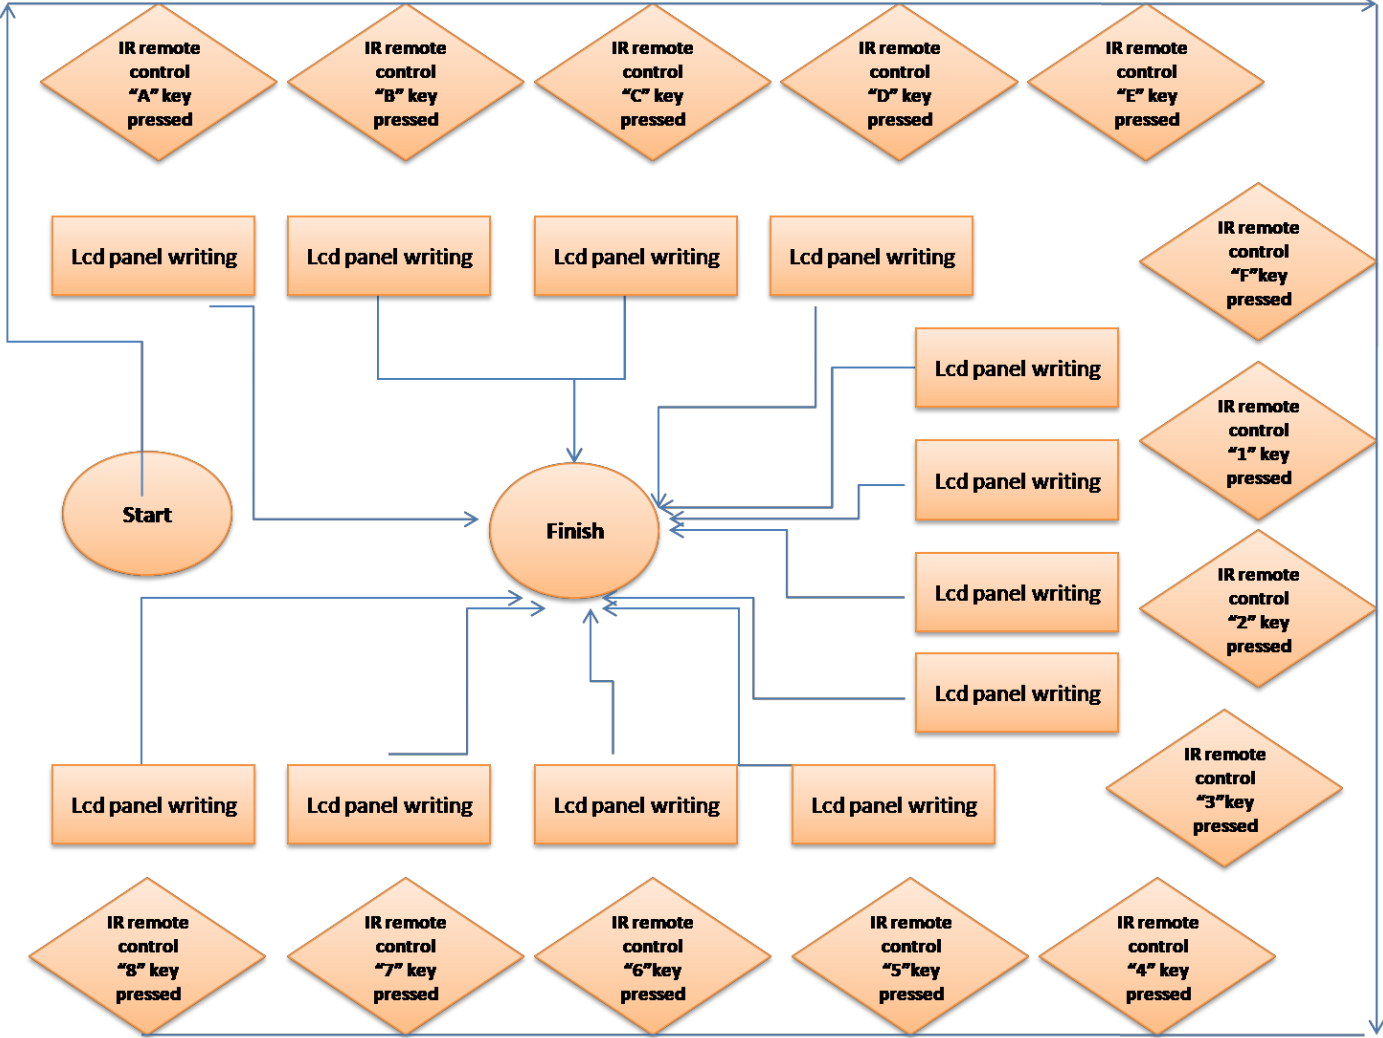 IR remote
control
“A” key
pressed
IR remote
control
“B” key
pressed
IR remote
control
“C” key
pressed
IR remote
control
“D” key
pressed
IR remote
control
“E” key
pressed
Lcd panel writing
Lcd panel writing
Lcd panel writing
Lcd panel writing
IR remote
control
“F”key
pressed
Lcd panel writing
IR remote
control
“1” key
pressed
Lcd panel writing
Start
Finish
Lcd panel writing
IR remote
control
“2” key
pressed
Lcd panel writing
IR remote
control
“3”key
pressed
Lcd panel writing
Lcd panel writing
Lcd panel writing
Lcd panel writing
IR remote
control
“8” key
pressed
IR remote
control
“7” key
pressed
IR remote
control
“6”key
pressed
IR remote
control
“5”key
pressed
IR remote
control
“4” key
pressed